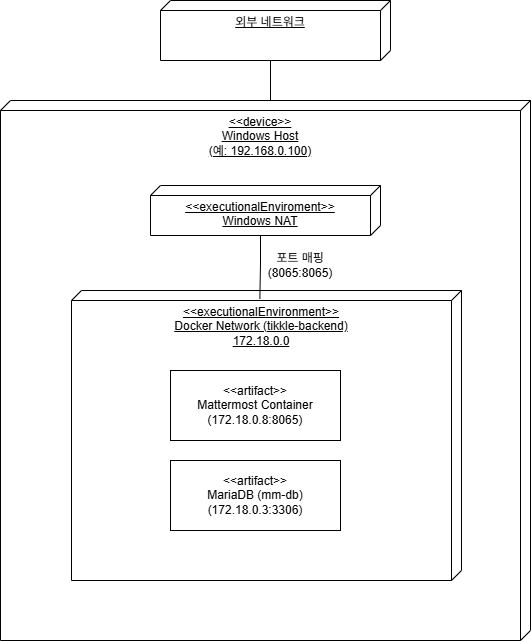 외부 네트워크
<<device>>
Windows Host
(예: 192.168.0.100)
<<executionalEnviroment>>
Windows NAT
포트 매핑
(8065:8065)
<<executionalEnvironment>>
Docker Network (tikkle-backend)
172.18.0.0
<<artifact>>
Mattermost Container
(172.18.0.8:8065)
<<artifact>>
MariaDB (mm-db)
(172.18.0.3:3306)